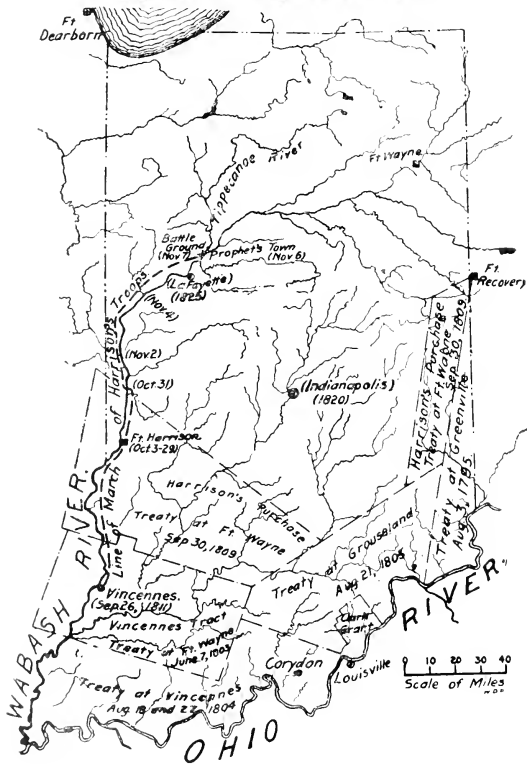 Ft.
Dearborn
Tippecanoe River
Ft. Wayne
Battle
Ground
(Nov 7)
Prophet's Town
(Nov 6)
Ft.
Recovery
(LaFayette)
(1825)
(Nov 4)
Line of March of Harrison's Troops
(Nov 2)
(Oct 31)
(Indianapolis)
(1820)
Harrison's Purchase
Treaty at Ft. Wayne
Sep 30, 1809.
Treaty at Greenville
Aug 3, 1795.
Ft. Harrison
(Oct 3-29)
Harrison's Purchase
Treaty at Ft. Wayne
Sep 30, 1809
Treaty at Grouseland
Aug 21, 1805
WABASH RIVER.
Vincennes.
(Sep 26, 1811)
Vincennes Tract
Treaty at Ft. Wayne
June 7, 1803
Clark
Grant
Corydon
Louisville
Treaty at Vincennes
Aug 18 and 27 1804
OHIO RIVER.
0 10 20 30 40
Scale of Miles